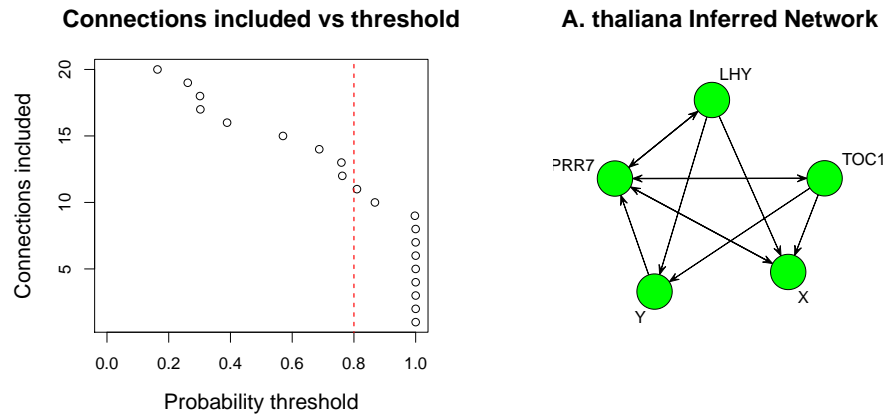 Connections included vs threshold
A. thaliana Inferred Network
Connections included
20
15
10
5
0.0 0.2 0.4 0.6 0.8 1.0
Probability threshold
LHY
TOC1
PRR7
X
Y